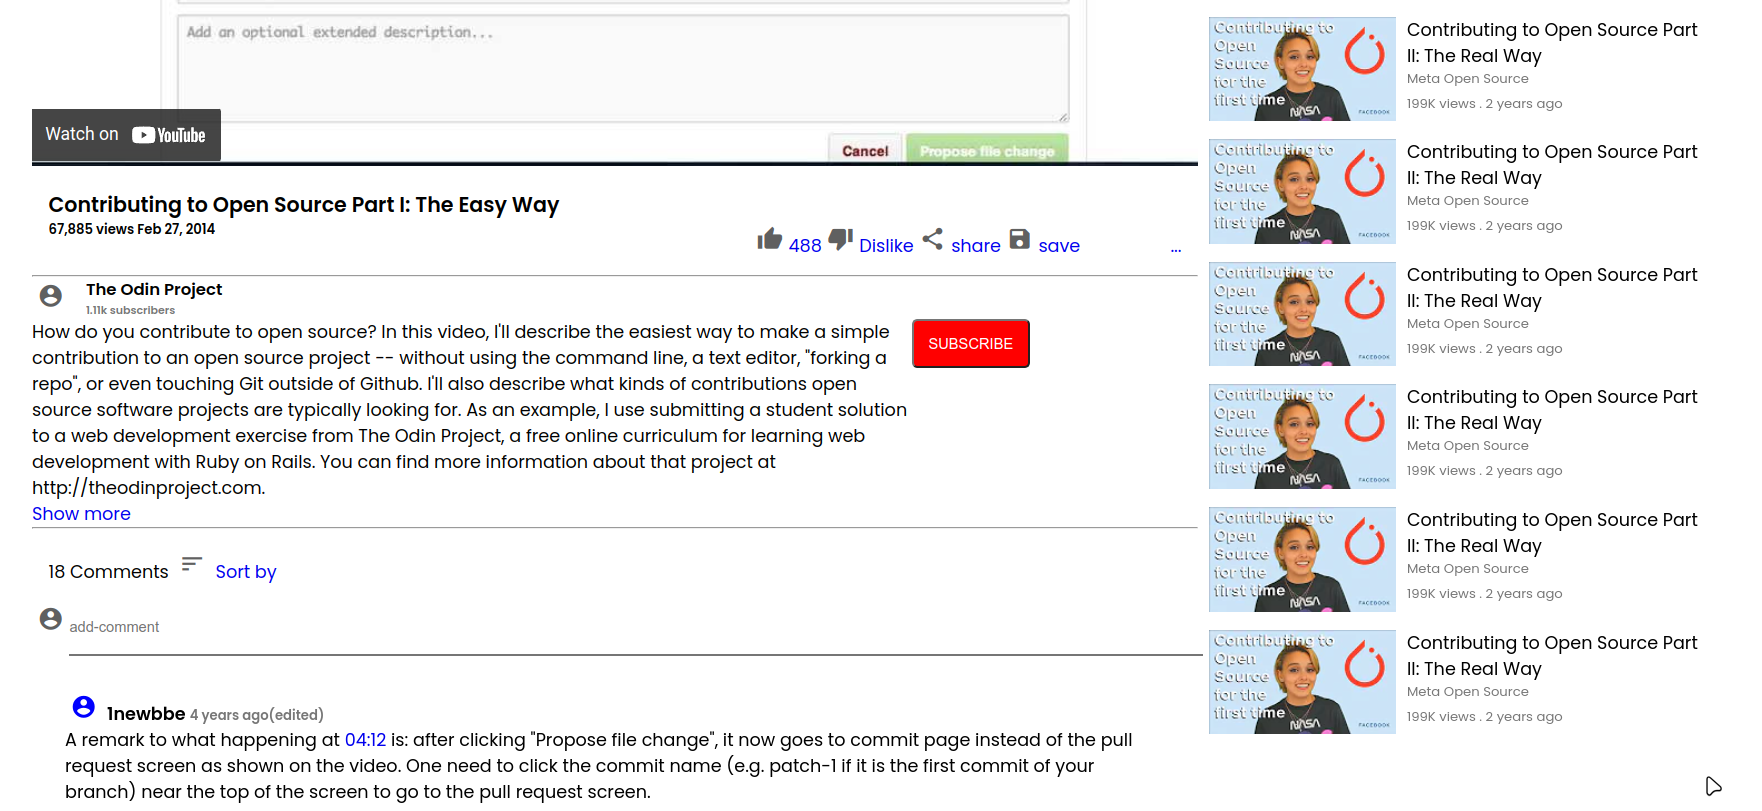 Add an optional extended description...
Watch on YouTube
Cancel
Propose file change
Contributing to Open Source Part I: The Easy Way
67,885 views Feb 27, 2014
488 Dislike share save ...
The Odin Project
1.11k subscribers
How do you contribute to open source? In this video, I'll describe the easiest way to make a simple
contribution to an open source project -- without using the command line, a text editor, "forking a
repo", or even touching Git outside of Github. I'll also describe what kinds of contributions open
source software projects are typically looking for. As an example, I use submitting a student solution
to a web development exercise from The Odin Project, a free online curriculum for learning web
development with Ruby on Rails. You can find more information about that project at
http://theodinproject.com.
Show more
SUBSCRIBE
18 Comments Sort by
add-comment
1newbbe 4 years ago(edited)
A remark to what happening at 04:12 is: after clicking "Propose file change", it now goes to commit page instead of the pull
request screen as shown on the video. One need to click the commit name (e.g. patch-1 if it is the first commit of your
branch) near the top of the screen to go to the pull request screen.
Contributing to
Open
Source
for the
first time
NASA
FACEBOOK
Contributing to Open Source Part
II: The Real Way
Meta Open Source
199K views . 2 years ago
Contributing to
Open
Source
for the
first time
NASA
FACEBOOK
Contributing to Open Source Part
II: The Real Way
Meta Open Source
199K views . 2 years ago
Contributing to
Open
Source
for the
first time
NASA
FACEBOOK
Contributing to Open Source Part
II: The Real Way
Meta Open Source
199K views . 2 years ago
Contributing to
Open
Source
for the
first time
NASA
FACEBOOK
Contributing to Open Source Part
II: The Real Way
Meta Open Source
199K views . 2 years ago
Contributing to
Open
Source
for the
first time
NASA
FACEBOOK
Contributing to Open Source Part
II: The Real Way
Meta Open Source
199K views . 2 years ago
Contributing to
Open
Source
for the
first time
NASA
FACEBOOK
Contributing to Open Source Part
II: The Real Way
Meta Open Source
199K views . 2 years ago